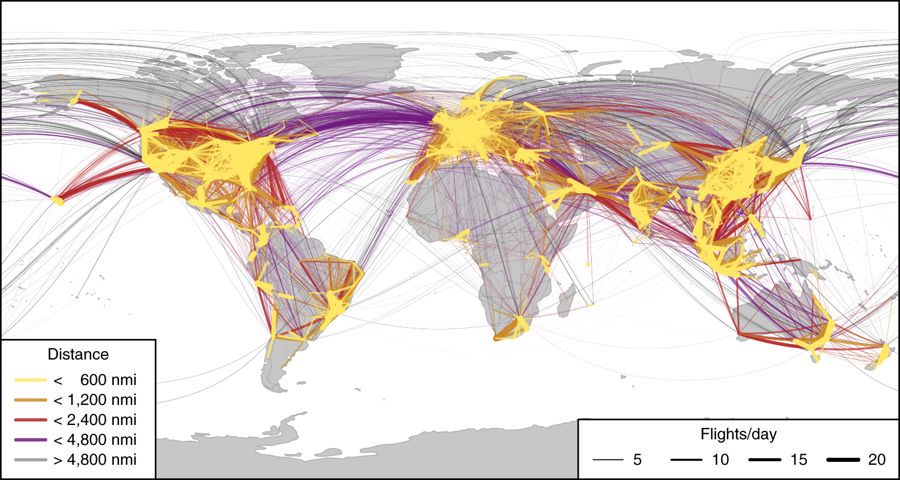 Distance
< 600 nmi
< 1,200 nmi
< 2,400 nmi
< 4,800 nmi
> 4,800 nmi
Flights/day
5 10 15 20